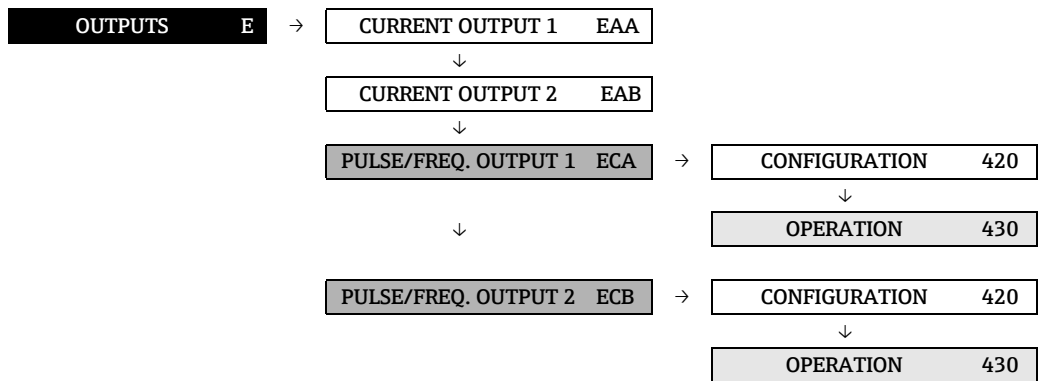 OUTPUTS E → CURRENT OUTPUT 1 EAA
↓
CURRENT OUTPUT 2 EAB
↓
PULSE/FREQ. OUTPUT 1 ECA → CONFIGURATION 420
↓
↓ OPERATION 430
PULSE/FREQ. OUTPUT 2 ECB → CONFIGURATION 420
↓
OPERATION 430